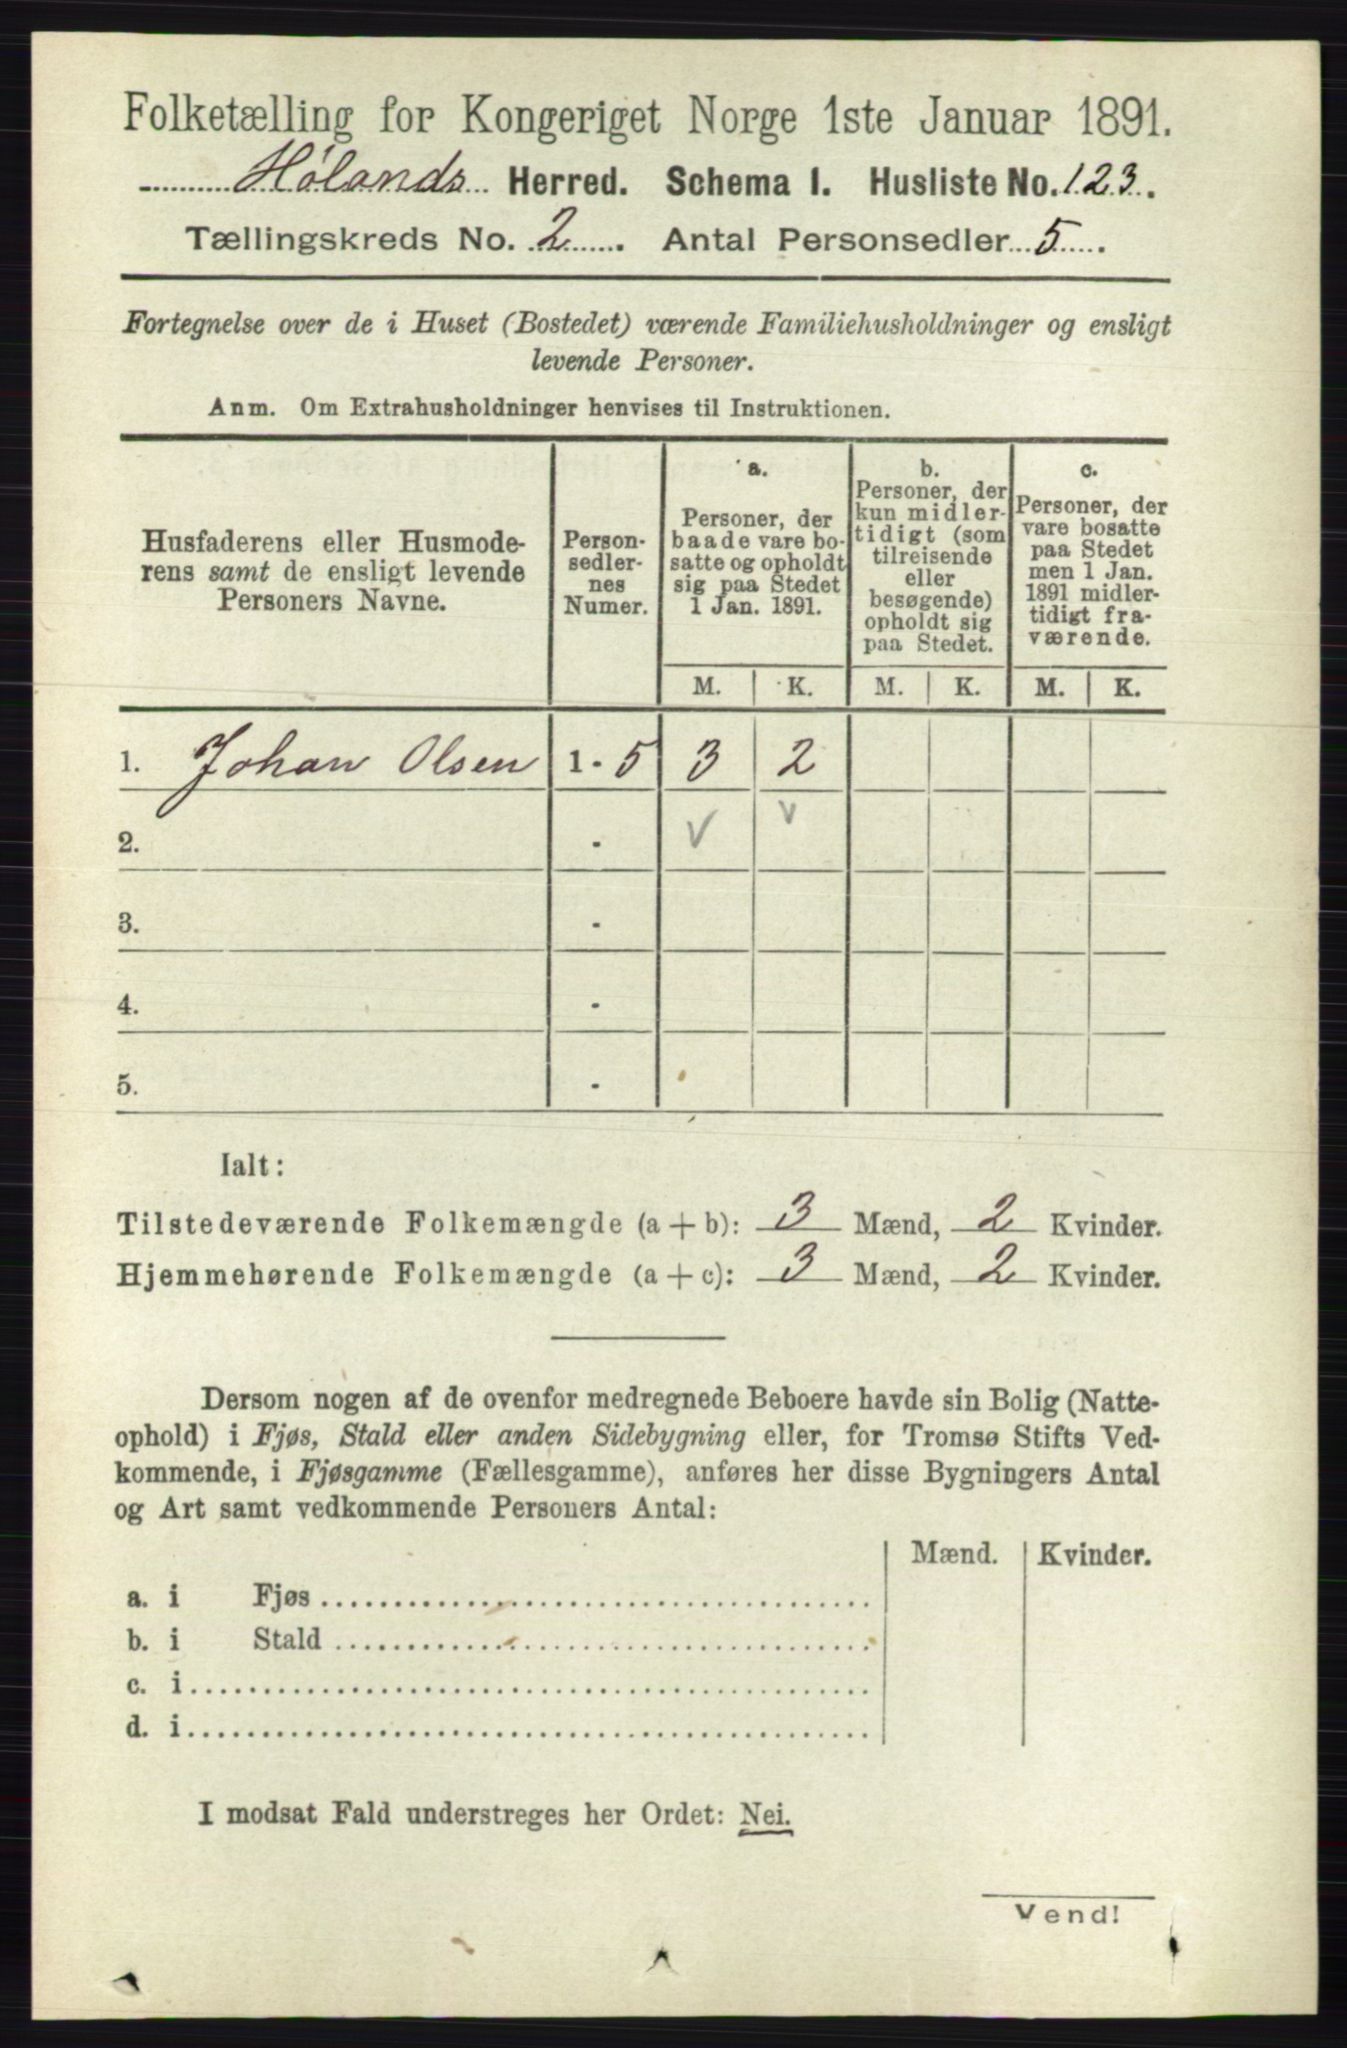 Folketælling for Kongeriget Norge 1ste Januar 1891.
Hølands Herred. Schema I. Husliste No. 123.
Tællingskreds No. 2. Antal Personsedler 5.
Fortegnelse over de i Huset (Bostedet) værende Familiehusholdninger og ensligt
levende Personer.
Anm. Om Extrahusholdninger henvises til Instruktionen.
Husfaderens eller Husmode-
rens samt de ensligt levende
Personers Navne.
Person-
sedler-
nes
Numer.
a.
Personer, der
baade vare bo-
satte og opholdt
sig paa Stedet
1 Jan. 1891.
b.
Personer, der
kun midler-
tidigt (som
tilreisende
eller
besøgende)
opholdt sig
paa Stedet.
c.
Personer, der
vare bosatte
paa Stedet
men 1 Jan.
1891 midler-
tidigt fra-
værende.
M. K. M. K. M. K.
1. Johan Olsen 1 - 5 3 2
2. -
3. -
4. -
5. -
Ialt:
Tilstedeværende Folkemængde (a + b): 3 Mænd, 2 Kvinder.
Hjemmehørende Folkemængde (a + c): 3 Mænd, 2 Kvinder.
Dersom nogen af de ovenfor medregnede Beboere havde sin Bolig (Natte-
ophold) i Fjøs, Stald eller anden Sidebygning eller, for Tromsø Stifts Ved-
kommende, i Fjøsgamme (Fællesgamme), anføres her disse Bygningers Antal
og Art samt vedkommende Personers Antal:
Mænd. Kvinder.
a. i Fjøs
b. i Stald
c. i
d. i
I modsat Fald understreges her Ordet: Nei.
Vend!